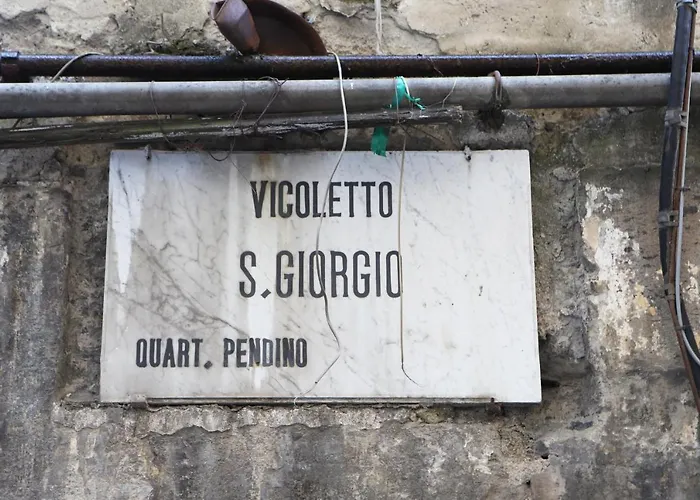 VICOLETTO
S. GIORGIO
QUART. PENDINO